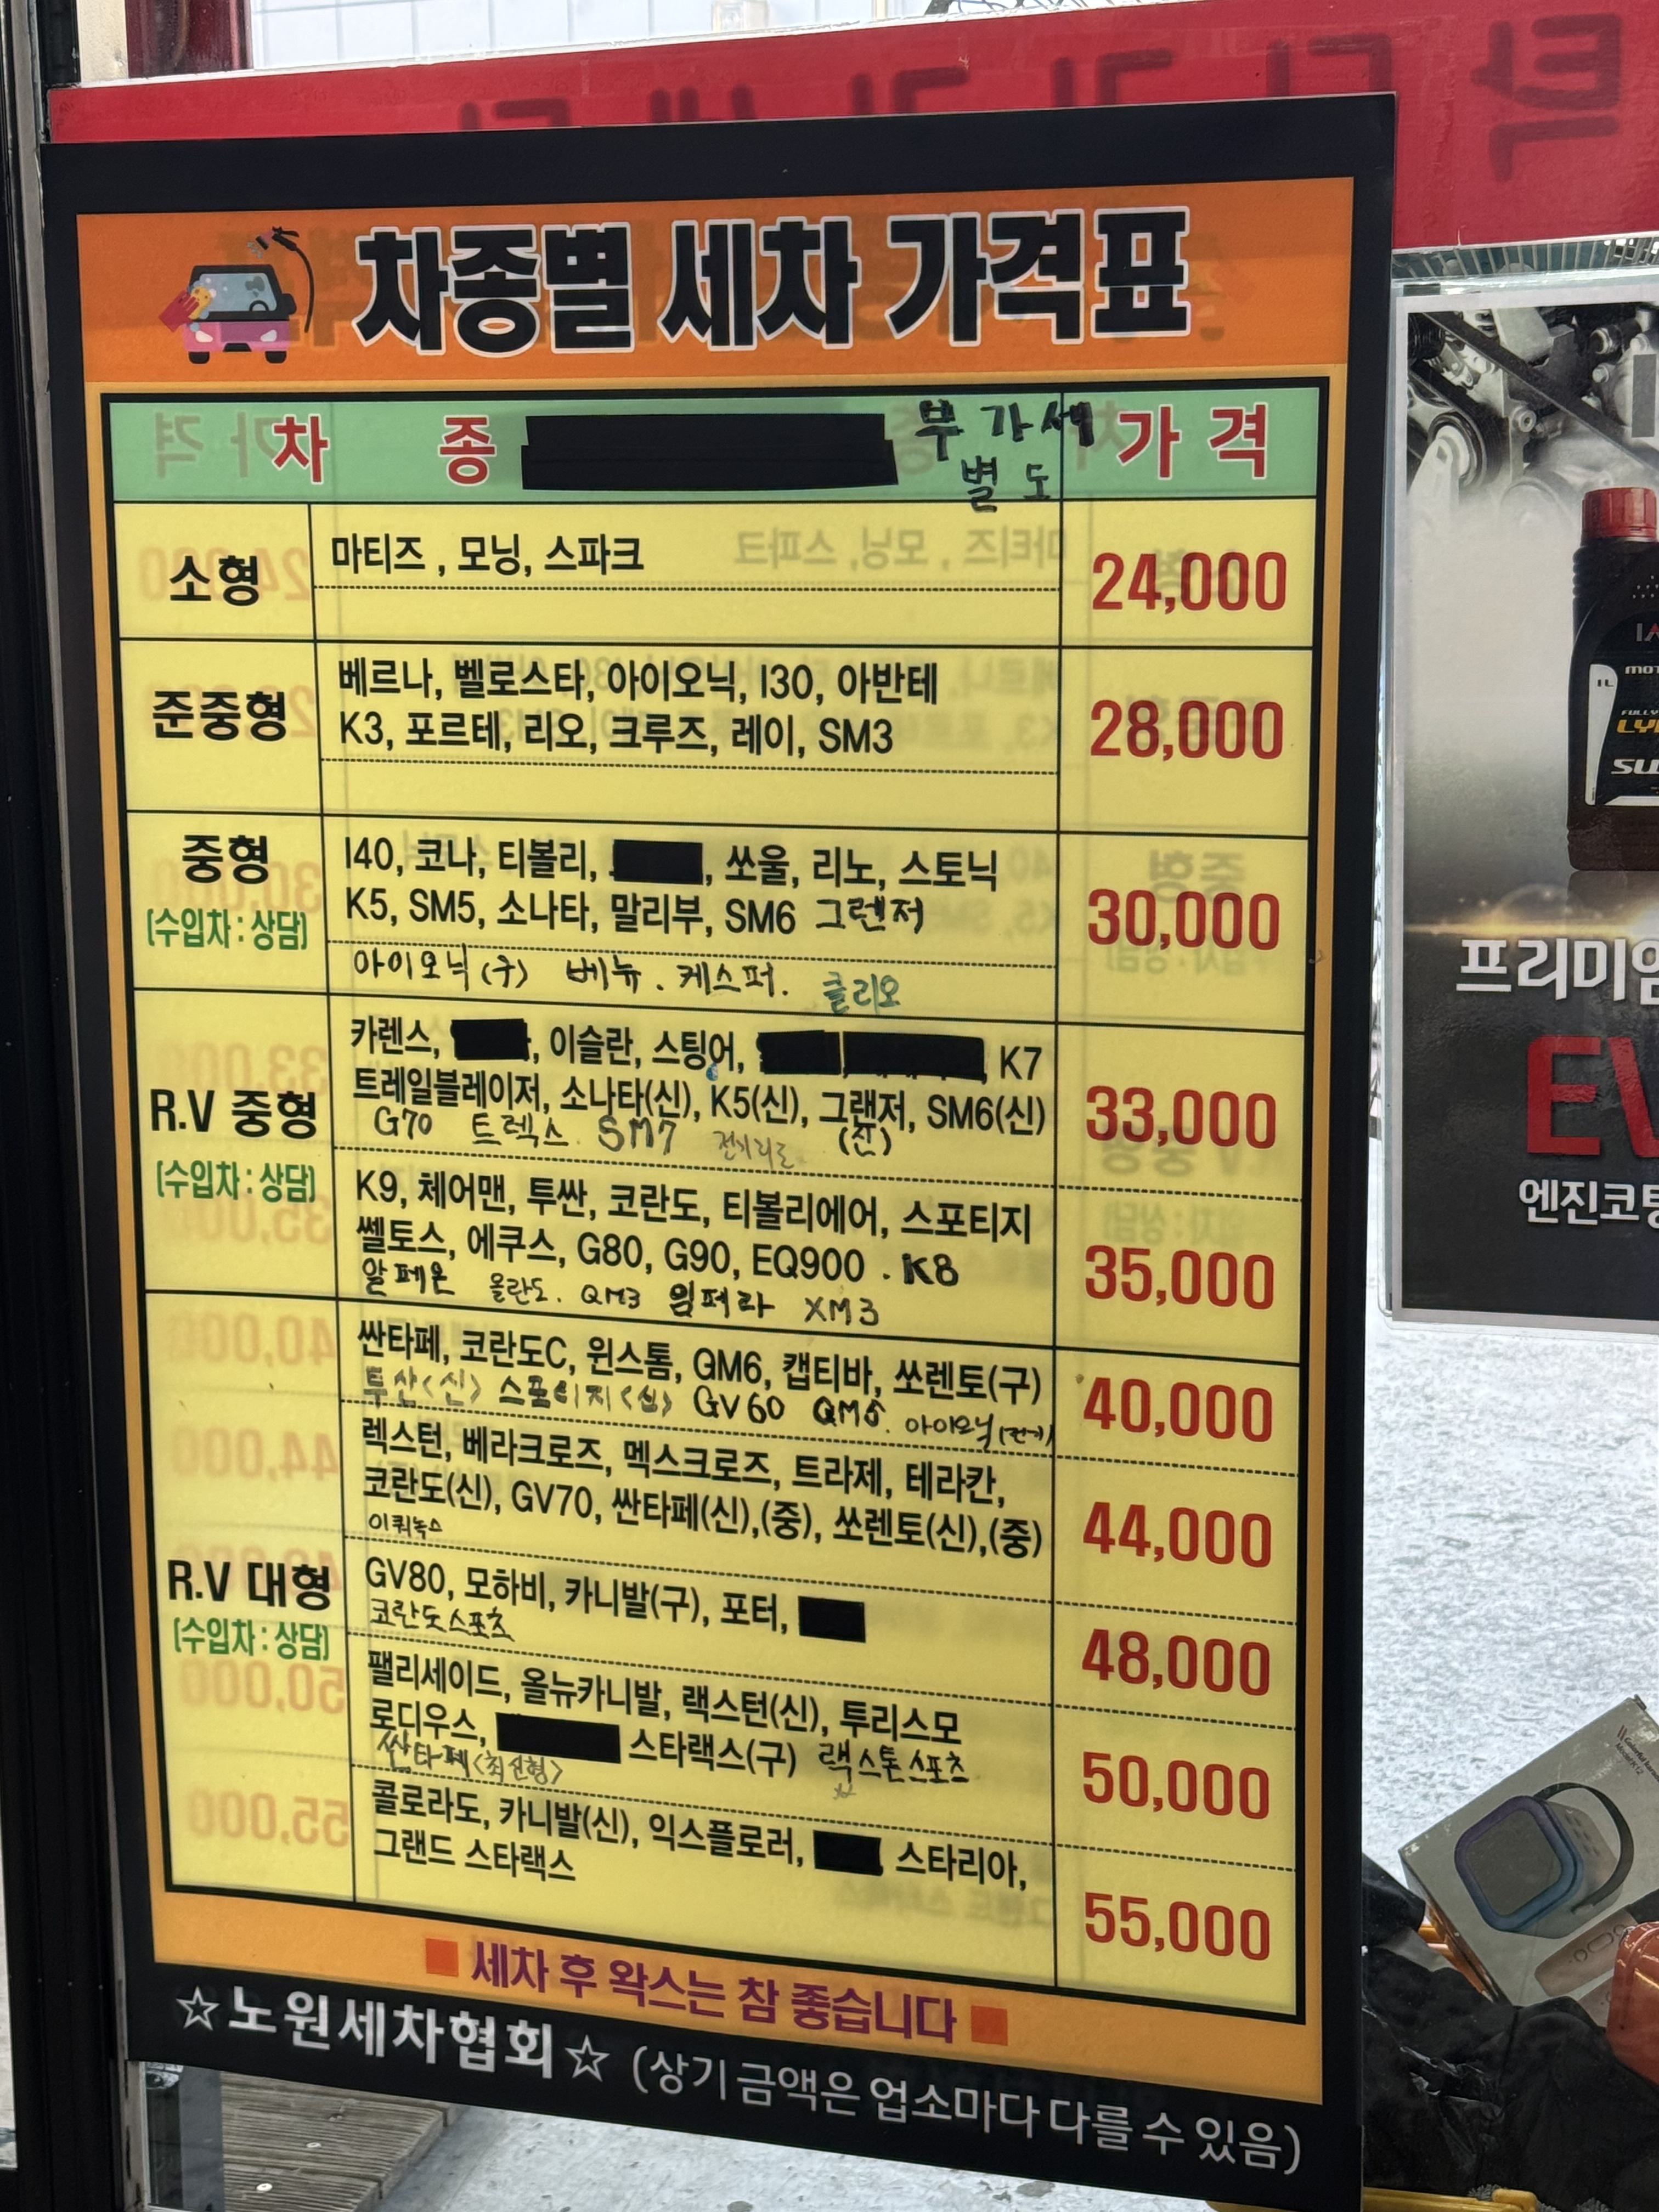 차종별 세차 가격표
차 종 부가세 별도 가격
소형
마티즈 , 모닝, 스파크
24,000
준중형
베르나, 벨로스타, 아이오닉, I30, 아반테
K3, 포르테, 리오, 크루즈, 레이, SM3
28,000
중형
(수입차 : 상담)
I40, 코나, 티볼리, , 쏘울, 리노, 스토닉
K5, SM5, 소나타, 말리부, SM6 그렌저
아이오닉(구) 베뉴 . 케스퍼. 클리오
30,000
R.V 중형
(수입차 : 상담)
카렌스, , 이슬란, 스팅어, , K7
트레일블레이저, 소나타(신), K5(신), 그랜저, SM6(신)
G70 트렉스 SM7 (신)
33,000
K9, 체어맨, 투싼, 코란도, 티볼리에어, 스포티지
쎌토스, 에쿠스, G80, G90, EQ900 . K8
알페온 올란도. QM3 임퍼라 XM3
35,000
R.V 대형
(수입차 : 상담)
싼타페, 코란도C, 윈스톰, QM6, 캡티바, 쏘렌토(구)
투산<신> 스포티지<신> GV60 QM5. 아이오닉(전기)
40,000
렉스턴, 베라크로즈, 멕스크로즈, 트라제, 테라칸,
코란도(신), GV70, 싼타페(신),(중), 쏘렌토(신),(중)
이쿼녹스
44,000
GV80, 모하비, 카니발(구), 포터,
코란도스포츠
48,000
팰리세이드, 올뉴카니발, 랙스턴(신), 투리스모
로디우스, 스타랙스(구) 랙스톤스포츠
싼타페<최신형>
50,000
콜로라도, 카니발(신), 익스플로러, , 스타리아,
그랜드 스타랙스
55,000
■ 세차 후 왁스는 참 좋습니다 ■
☆노원세차협회☆ (상기 금액은 업소마다 다를 수 있음)
프리미엄
엔진코팅